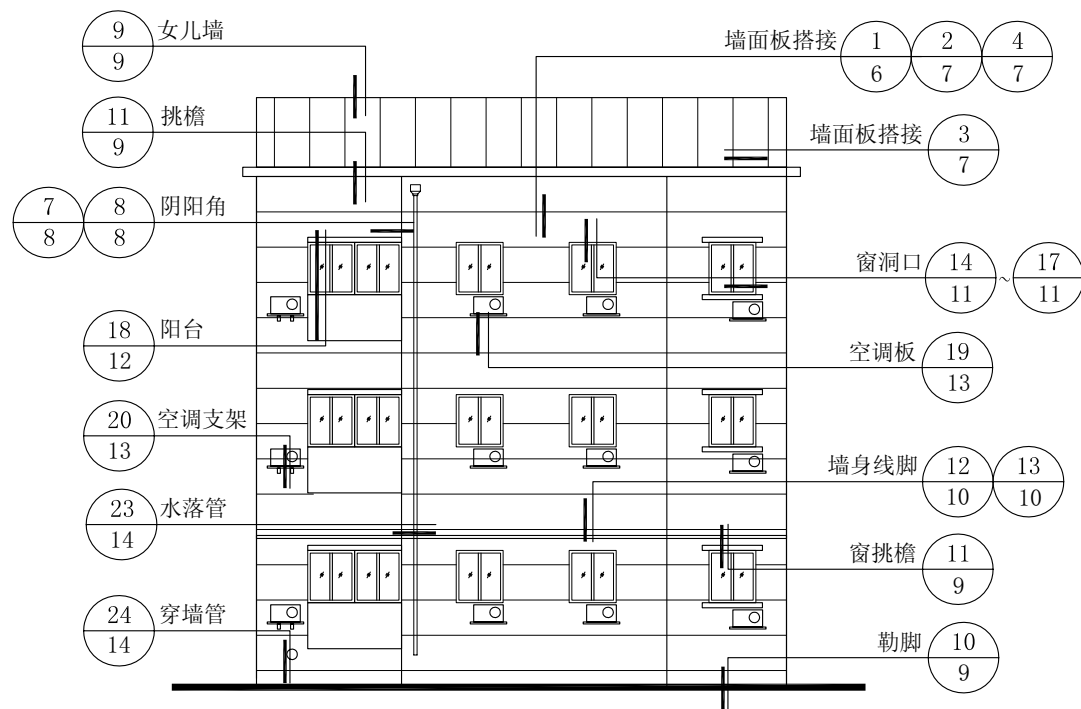 9 女儿墙
9
11 挑檐
9
7 8 阴阳角
8 8
18 阳台
12
20 空调支架
13
23 水落管
14
24 穿墙管
14
墙面板搭接 1 2 4
6 7 7
墙面板搭接 3
7
窗洞口 14 ~ 17
11 11
空调板 19
13
墙身线脚 12 13
10 10
窗挑檐 11
9
勒脚 10
9